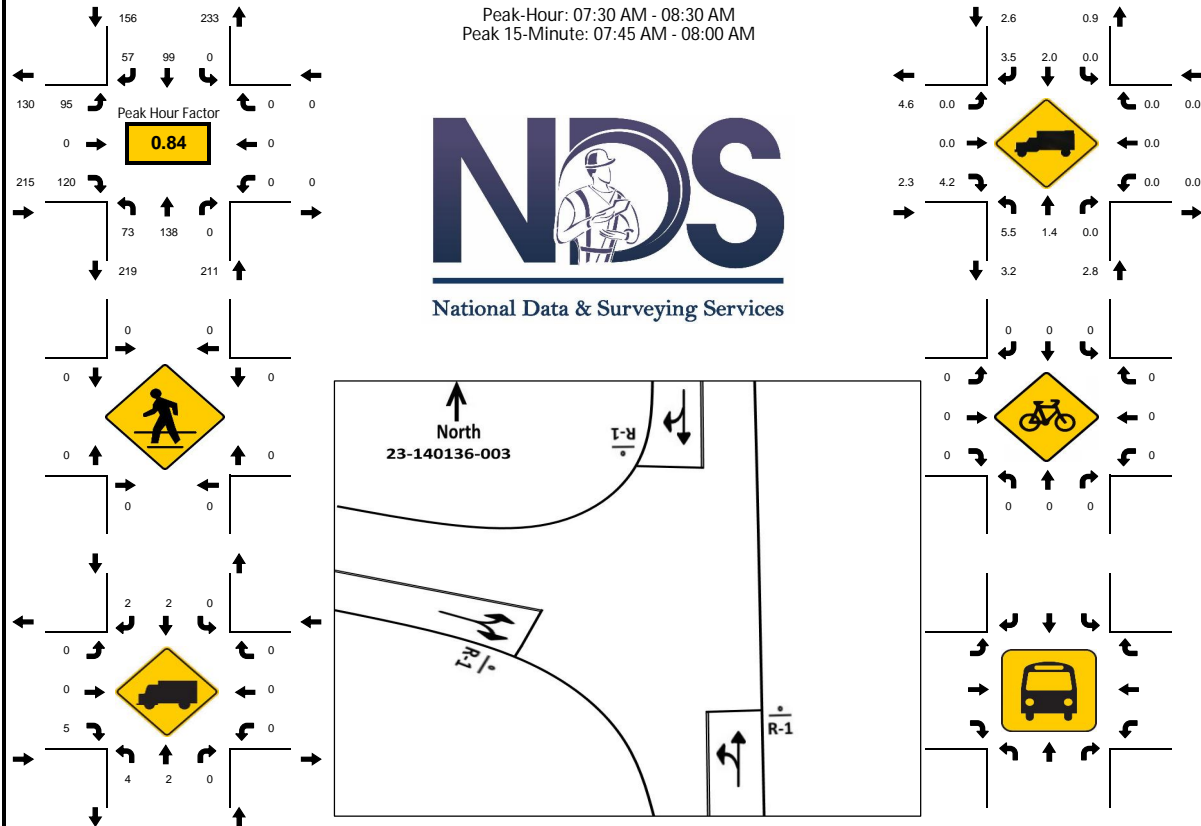 Peak-Hour: 07:30 AM - 08:30 AM
Peak 15-Minute: 07:45 AM - 08:00 AM
156 233
57 99 0
130 95 0 0
Peak Hour Factor
0 0.84 0
215 120 0 0
73 138 0
219 211
2.6 0.9
3.5 2.0 0.0
4.6 0.0 0.0 0.0
0.0 0.0
2.3 4.2 0.0 0.0
5.5 1.4 0.0
3.2 2.8
NDS
National Data & Surveying Services
0 0
0 0
0 0
0 0
0 0 0
0 0
0 0
0 0
0 0 0
North
23-140136-003
R-1
R-1
R-1
2 2 0
0 0
0 0
5 0
4 2 0